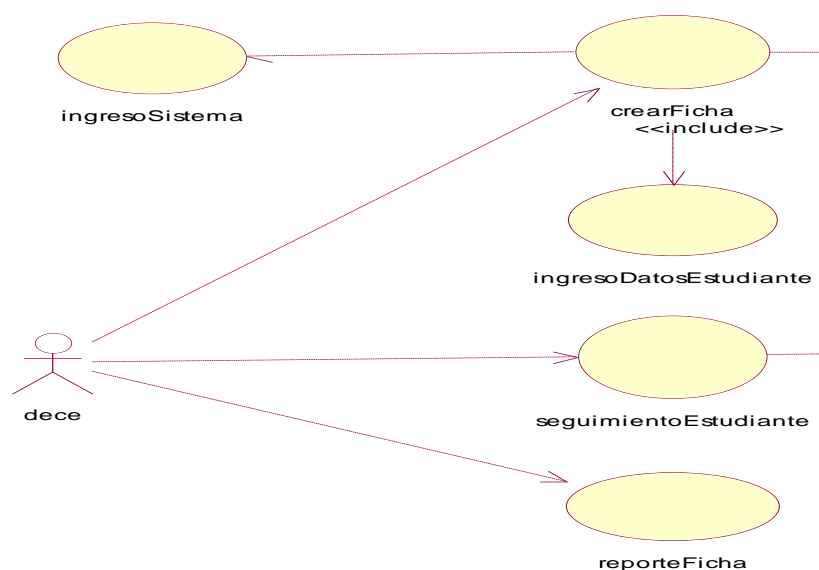 ingresoSistema
crearFicha
<<include>>
ingresoDatosEstudiante
dece
seguimientoEstudiante
reporteFicha